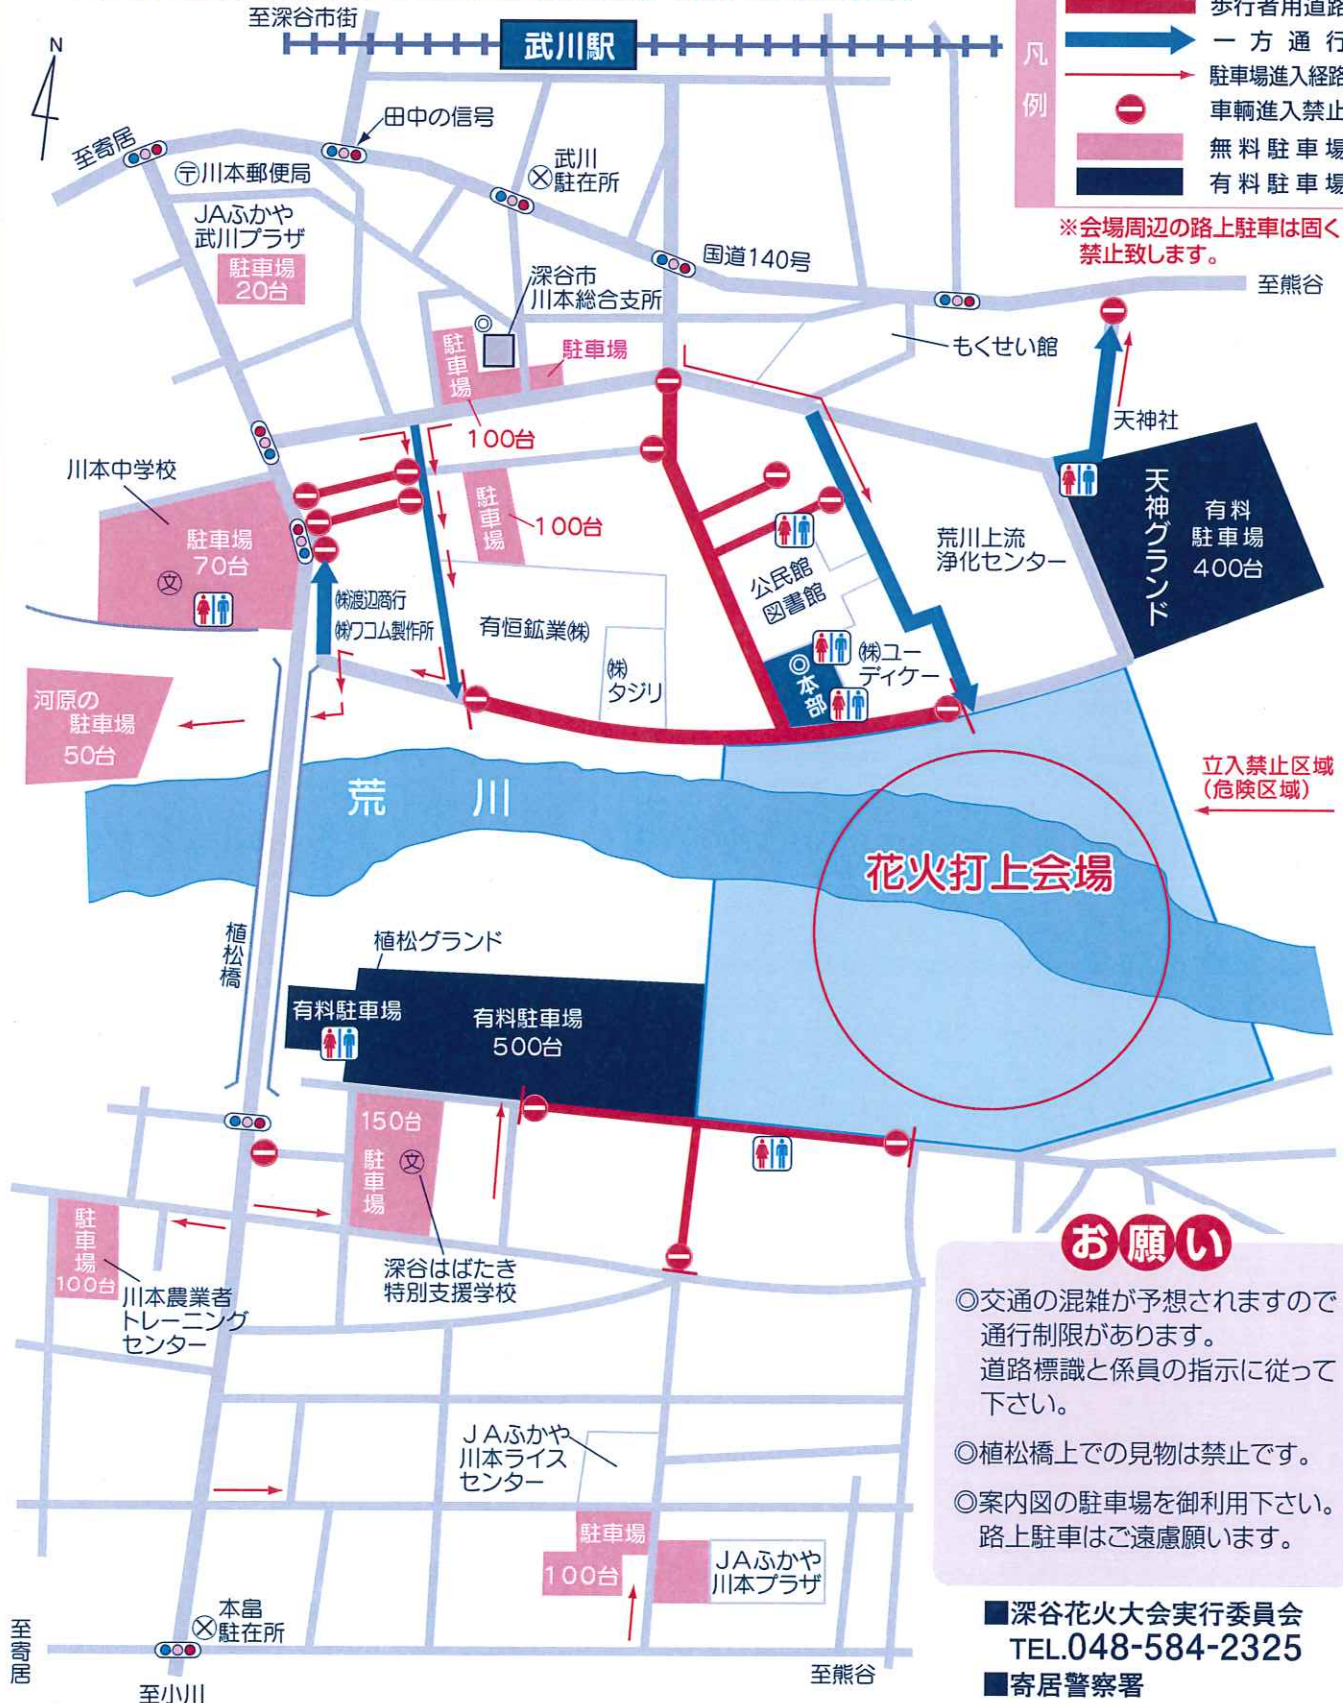 至深谷市街
武川駅
N
凡例
歩行者用道路
一方通行
駐車場進入経路
車輌進入禁止
無料駐車場
有料駐車場
※会場周辺の路上駐車は固く
禁止致します。
田中の信号
至寄居
〒川本郵便局
武川
駐在所
JAふかや
武川プラザ
駐車場
20台
国道140号
深谷市
川本総合支所
至熊谷
もくせい館
駐車場
駐車場
100台
天神社
川本中学校
駐車場
70台
文
駐車場
100台
天神グランド
有料
駐車場
400台
荒川上流
浄化センター
公民館
図書館
㈱渡辺商行
㈱ワコム製作所
有恒鉱業㈱
㈱
タジリ
◎本部
㈱ユー
ディケー
河原の
駐車場
50台
荒川
立入禁止区域
(危険区域)
花火打上会場
植松橋
植松グランド
有料駐車場
有料駐車場
500台
150台
駐車場
文
駐車場
100台
川本農業者
トレーニング
センター
深谷はばたき
特別支援学校
お願い
◎交通の混雑が予想されますので
通行制限があります。
道路標識と係員の指示に従って
下さい。
◎植松橋上での見物は禁止です。
◎案内図の駐車場を御利用下さい。
路上駐車はご遠慮願います。
JAふかや
川本ライス
センター
駐車場
100台
JAふかや
川本プラザ
本畠
駐在所
至寄居
至小川
至熊谷
■深谷花火大会実行委員会
TEL.048-584-2325
■寄居警察署